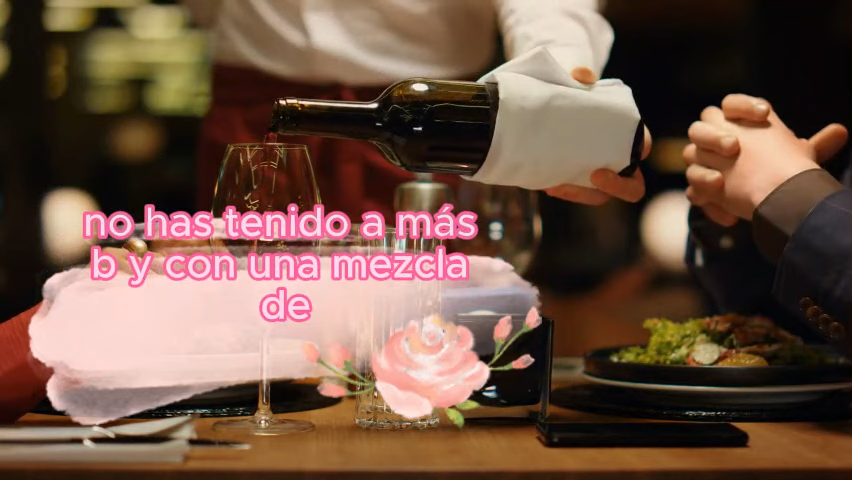 no has tenido a más
b y con una mezcla
de